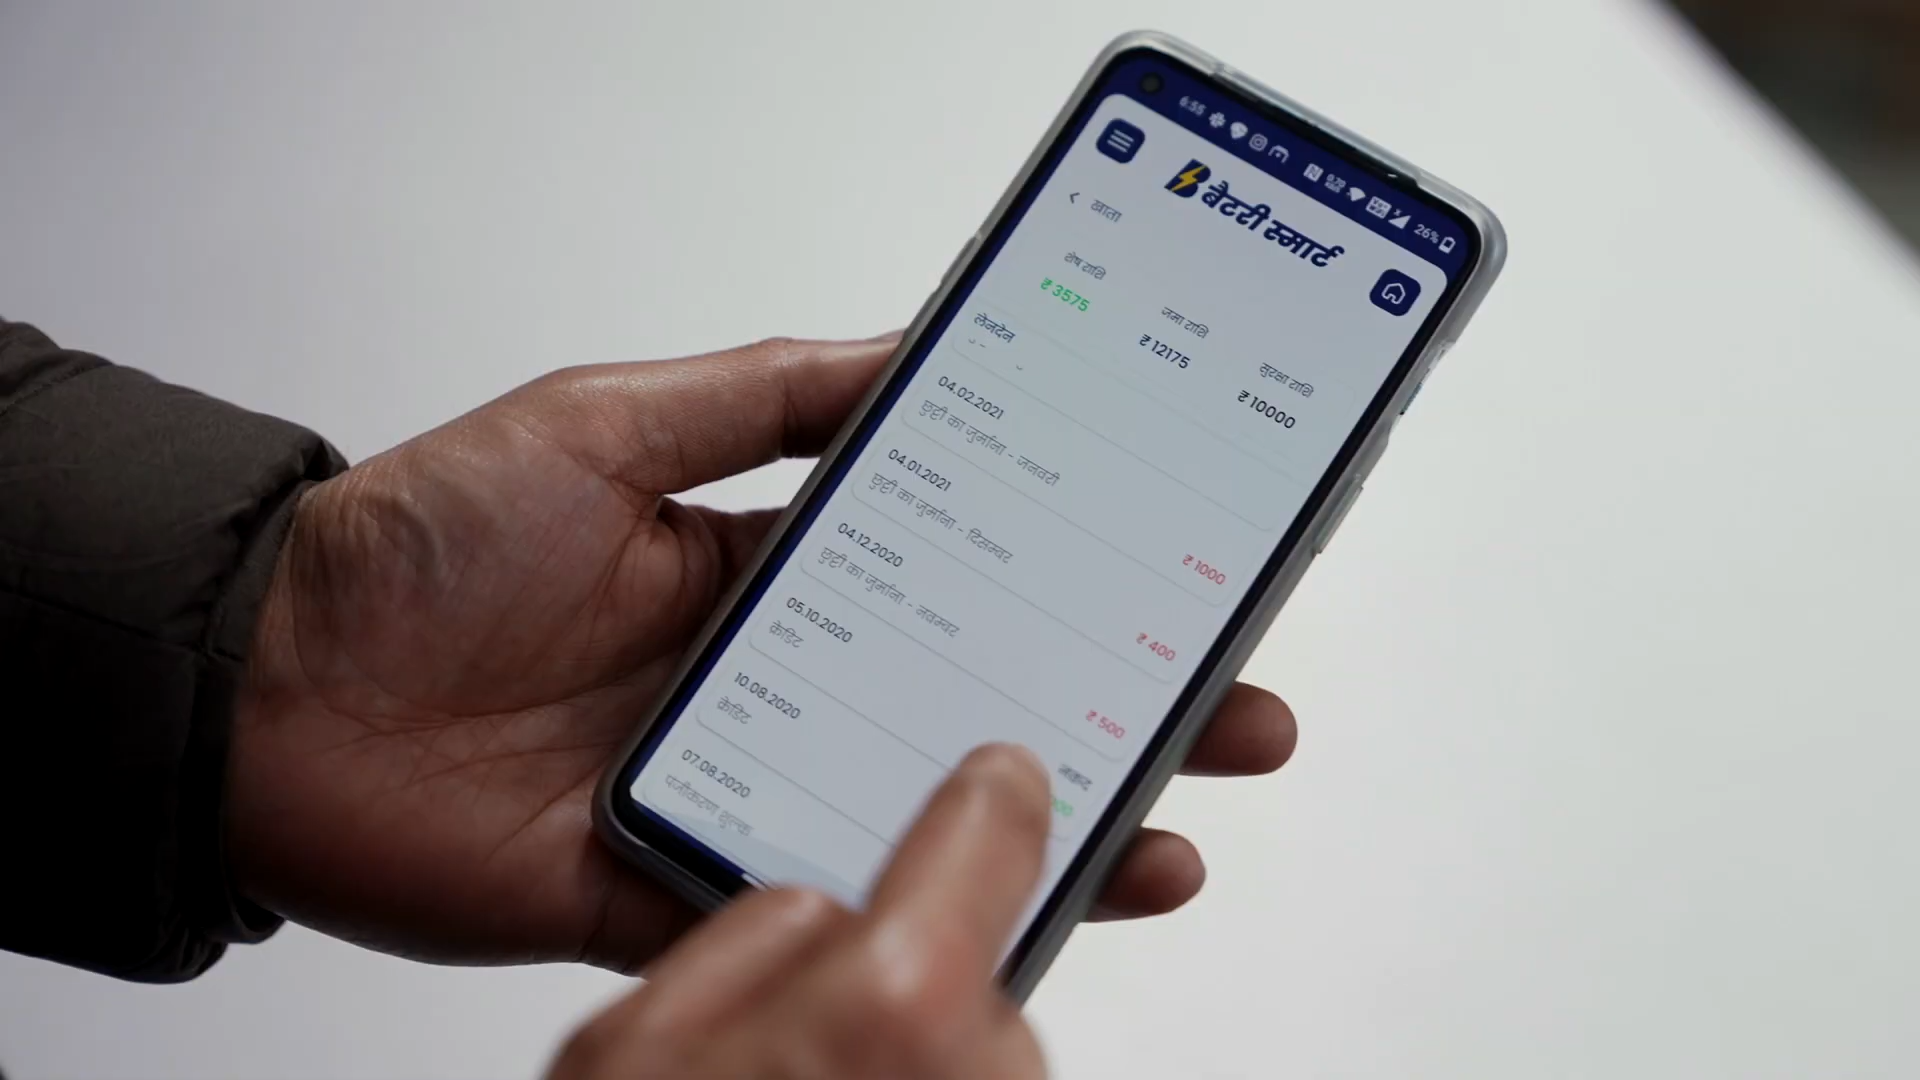 6:55
26%
बैटरी स्मार्ट
खाता
शेष राशि
₹ 3575
जमा राशि
₹ 12175
सुरक्षा राशि
₹ 10000
लेनदेन
04.02.2021
छुट्टी का जुर्माना - जनवरी
₹ 1000
04.01.2021
छुट्टी का जुर्माना - दिसम्बर
₹ 400
04.12.2020
छुट्टी का जुर्माना - नवम्बर
₹ 500
05.10.2020
क्रेडिट
नकद
10.08.2020
क्रेडिट
07.08.2020
पंजीकरण शुल्क